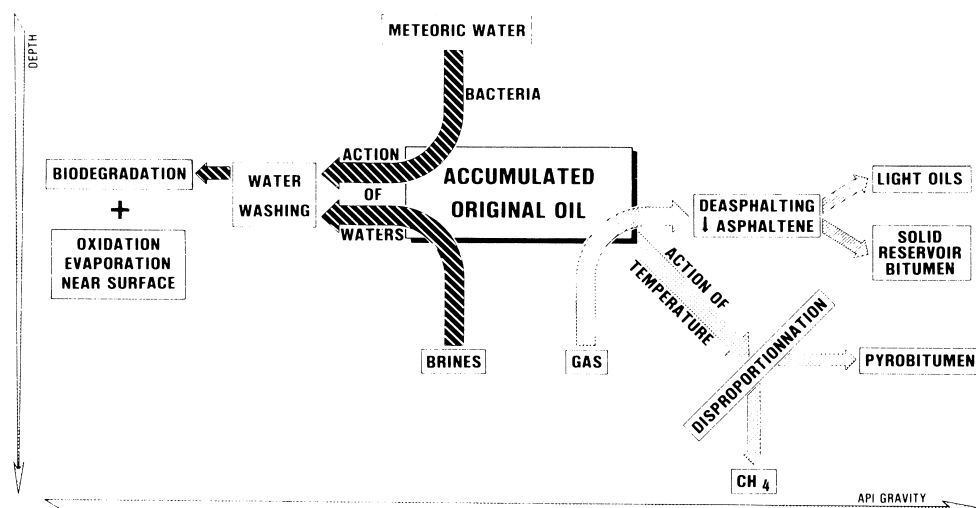 DEPTH
METEORIC WATER
BACTERIA
ACTION
OF
WATERS
BIODEGRADATION
+
OXIDATION
EVAPORATION
NEAR SURFACE
WATER
WASHING
ACCUMULATED
ORIGINAL OIL
DEASPHALTING
↓ ASPHALTENE
LIGHT OILS
SOLID
RESERVOIR
BITUMEN
ACTION OF
TEMPERATURE
BRINES
GAS
DISPROPORTIONNATION
PYROBITUMEN
CH 4
API GRAVITY